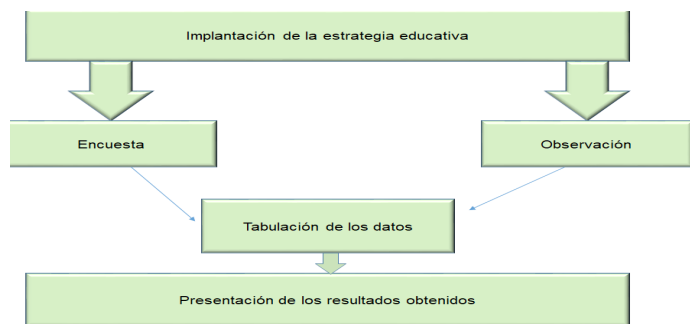 Implantación de la estrategia educativa
Encuesta
Observación
Tabulación de los datos
Presentación de los resultados obtenidos